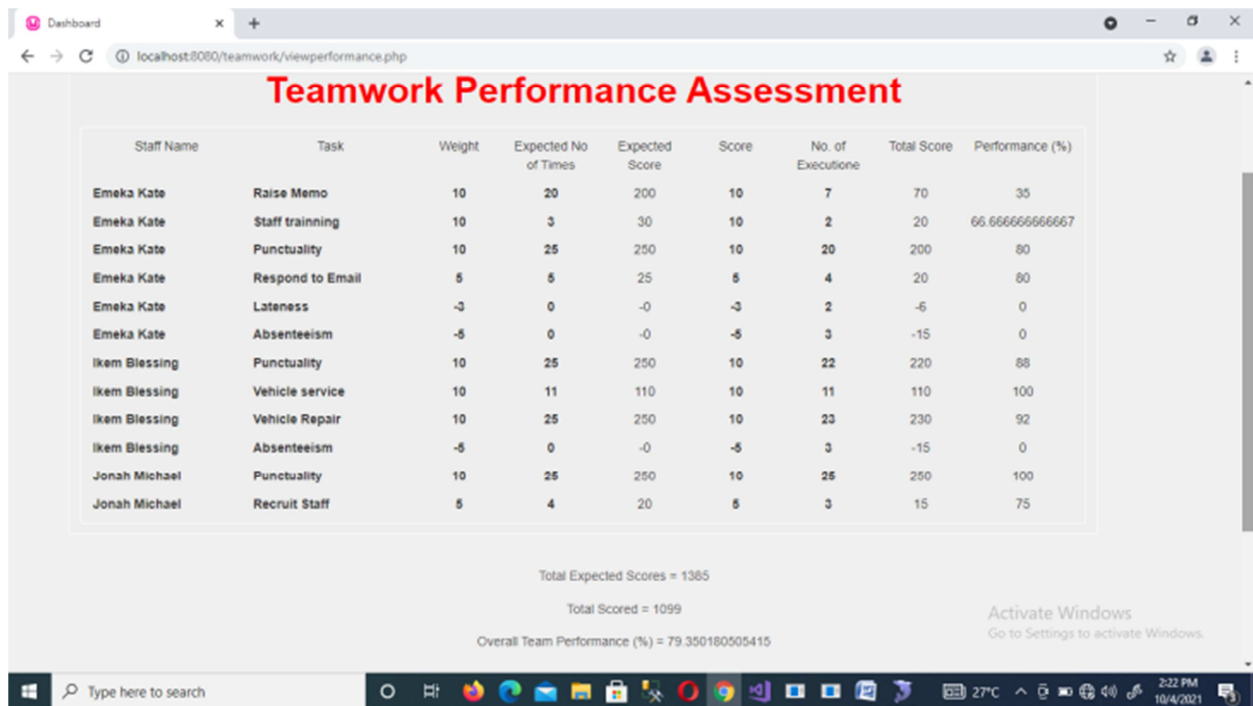 Dashboard
localhost:8080/teamwork/viewperformance.php
Teamwork Performance Assessment
Staff Name Task Weight Expected No of Times Expected Score Score No. of Executione Total Score Performance (%)
Emeka Kate Raise Memo 10 20 200 10 7 70 35
Emeka Kate Staff trainning 10 3 30 10 2 20 66.666666666667
Emeka Kate Punctuality 10 25 250 10 20 200 80
Emeka Kate Respond to Email 5 5 25 5 4 20 80
Emeka Kate Lateness -3 0 -0 -3 2 -6 0
Emeka Kate Absenteeism -5 0 -0 -5 3 -15 0
Ikem Blessing Punctuality 10 25 250 10 22 220 88
Ikem Blessing Vehicle service 10 11 110 10 11 110 100
Ikem Blessing Vehicle Repair 10 25 250 10 23 230 92
Ikem Blessing Absenteeism -5 0 -0 -5 3 -15 0
Jonah Michael Punctuality 10 25 250 10 25 250 100
Jonah Michael Recruit Staff 5 4 20 5 3 15 75
Total Expected Scores = 1385
Total Scored = 1099
Overall Team Performance (%) = 79.350180505415
Activate Windows
Go to Settings to activate Windows.
Type here to search
27°C
2:22 PM
10/4/2021